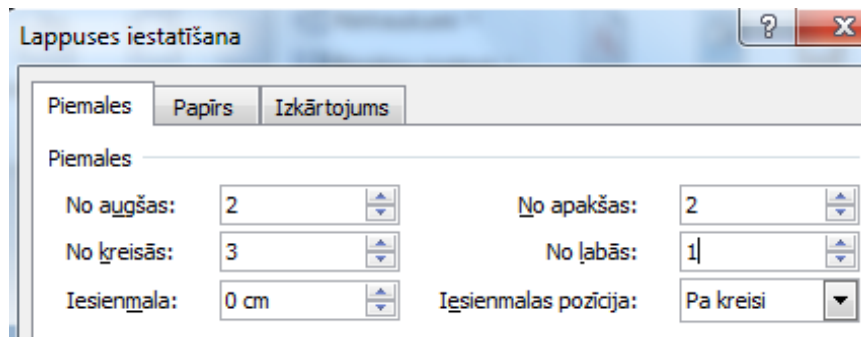 Lappuses iestatīšana
Piemales Papīrs Izkārtojums
Piemales
No augšas: 2 No apakšas: 2
No kreisās: 3 No labās: 1
Iesienmala: 0 cm Iesienmalas pozīcija: Pa kreisi